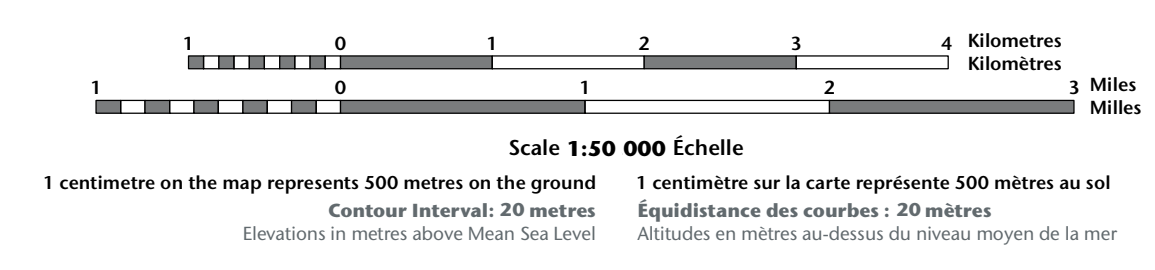 1 0 1 2 3 4 Kilometres
Kilomètres
1 0 1 2 3 Miles
Milles
Scale 1:50 000 Échelle
1 centimetre on the map represents 500 metres on the ground
Contour Interval: 20 metres
Elevations in metres above Mean Sea Level
1 centimètre sur la carte représente 500 mètres au sol
Équidistance des courbes : 20 mètres
Altitudes en mètres au-dessus du niveau moyen de la mer